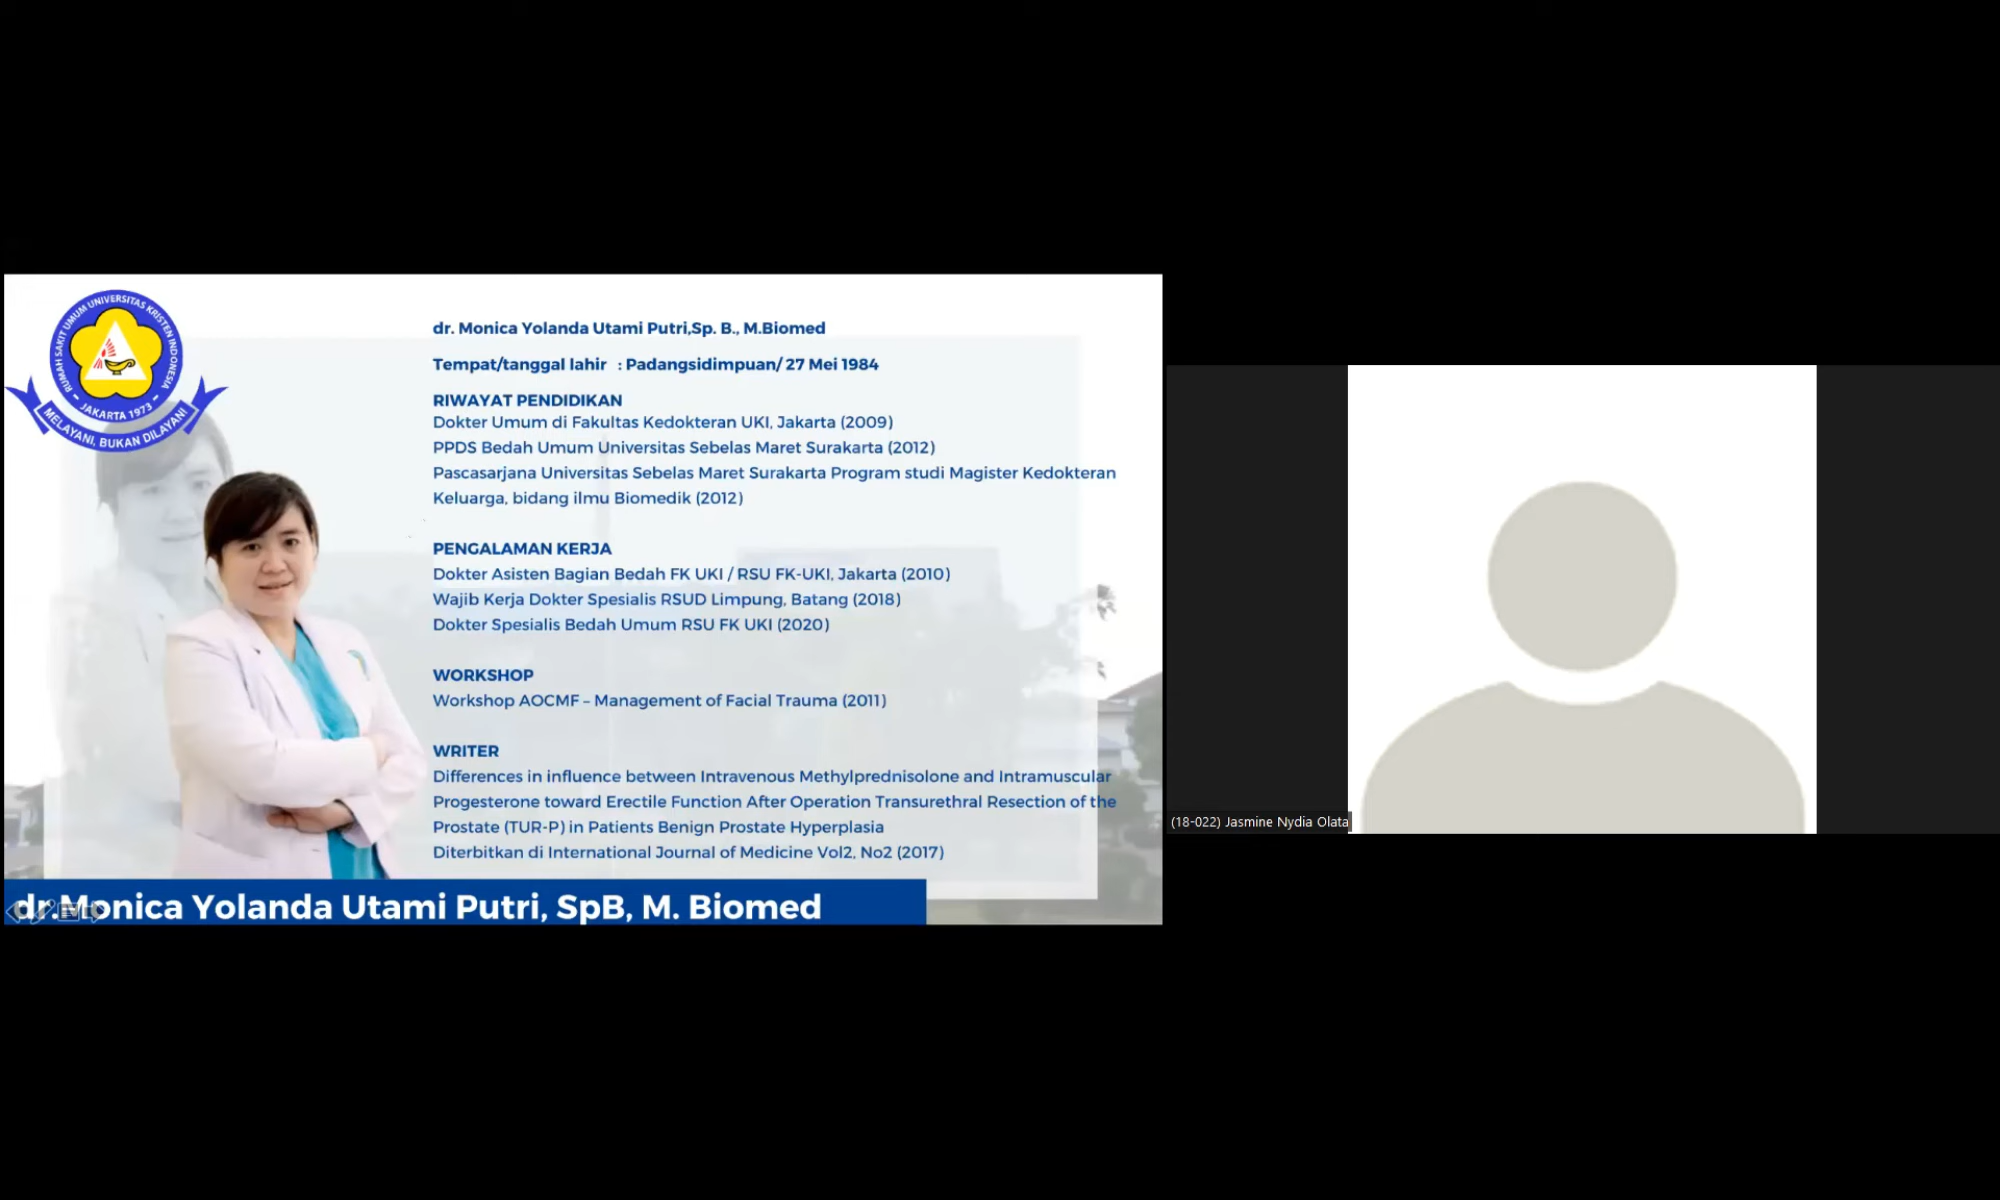 RUMAH SAKIT UMUM UNIVERSITAS KRISTEN INDONESIA
- JAKARTA 1973 -
MELAYANI, BUKAN DILAYANI
dr. Monica Yolanda Utami Putri,Sp. B., M.Biomed
Tempat/tanggal lahir : Padangsidimpuan/ 27 Mei 1984
RIWAYAT PENDIDIKAN
Dokter Umum di Fakultas Kedokteran UKI, Jakarta (2009)
PPDS Bedah Umum Universitas Sebelas Maret Surakarta (2012)
Pascasarjana Universitas Sebelas Maret Surakarta Program studi Magister Kedokteran
Keluarga, bidang ilmu Biomedik (2012)
PENGALAMAN KERJA
Dokter Asisten Bagian Bedah FK UKI / RSU FK-UKI, Jakarta (2010)
Wajib Kerja Dokter Spesialis RSUD Limpung, Batang (2018)
Dokter Spesialis Bedah Umum RSU FK UKI (2020)
WORKSHOP
Workshop AOCMF – Management of Facial Trauma (2011)
WRITER
Differences in influence between Intravenous Methylprednisolone and Intramuscular
Progesterone toward Erectile Function After Operation Transurethral Resection of the
Prostate (TUR-P) in Patients Benign Prostate Hyperplasia
Diterbitkan di International Journal of Medicine Vol2, No2 (2017)
dr.Monica Yolanda Utami Putri, SpB, M. Biomed
(18-022) Jasmine Nydia Olata